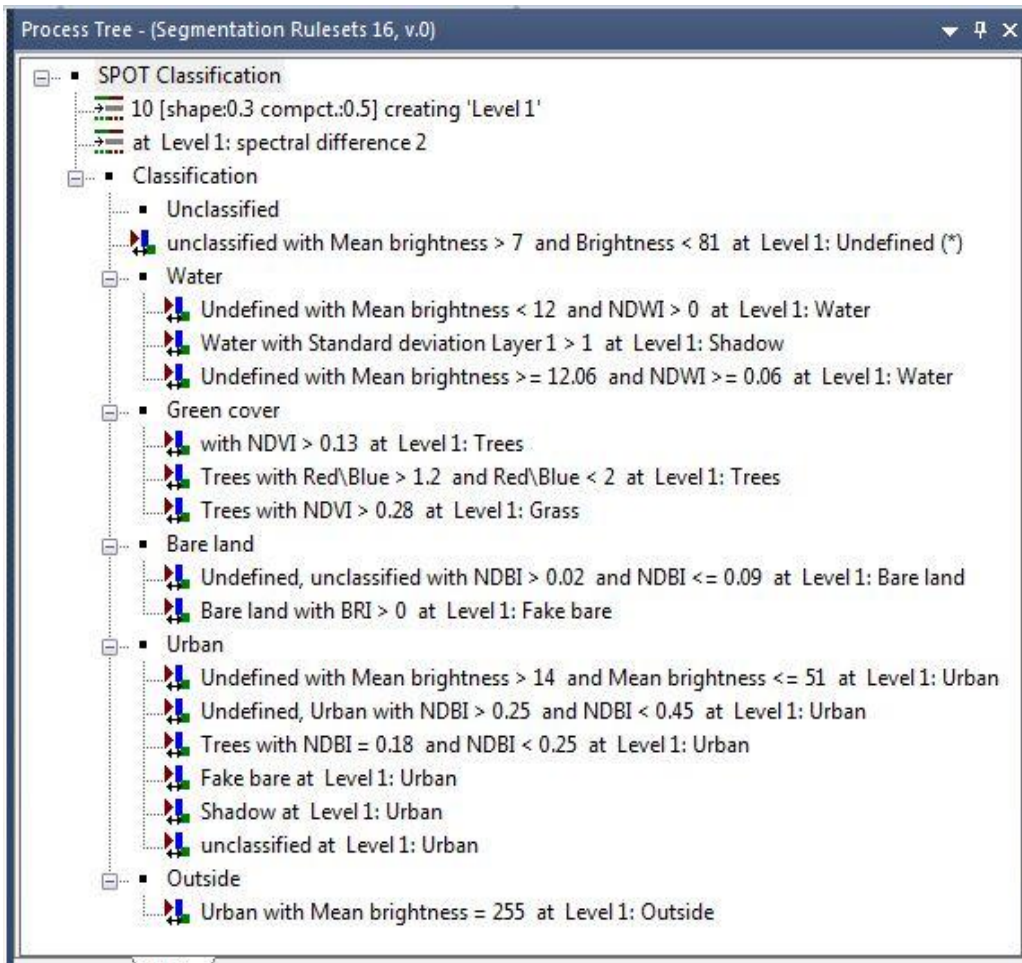 Process Tree - (Segmentation Rulesets 16, v.0)
SPOT Classification
10 [shape:0.3 compct.:0.5] creating 'Level 1'
at Level 1: spectral difference 2
Classification
Unclassified
unclassified with Mean brightness > 7 and Brightness < 81 at Level 1: Undefined (*)
Water
Undefined with Mean brightness < 12 and NDWI > 0 at Level 1: Water
Water with Standard deviation Layer 1 > 1 at Level 1: Shadow
Undefined with Mean brightness >= 12.06 and NDWI >= 0.06 at Level 1: Water
Green cover
with NDVI > 0.13 at Level 1: Trees
Trees with Red\Blue > 1.2 and Red\Blue < 2 at Level 1: Trees
Trees with NDVI > 0.28 at Level 1: Grass
Bare land
Undefined, unclassified with NDBI > 0.02 and NDBI <= 0.09 at Level 1: Bare land
Bare land with BRI > 0 at Level 1: Fake bare
Urban
Undefined with Mean brightness > 14 and Mean brightness <= 51 at Level 1: Urban
Undefined, Urban with NDBI > 0.25 and NDBI < 0.45 at Level 1: Urban
Trees with NDBI = 0.18 and NDBI < 0.25 at Level 1: Urban
Fake bare at Level 1: Urban
Shadow at Level 1: Urban
unclassified at Level 1: Urban
Outside
Urban with Mean brightness = 255 at Level 1: Outside